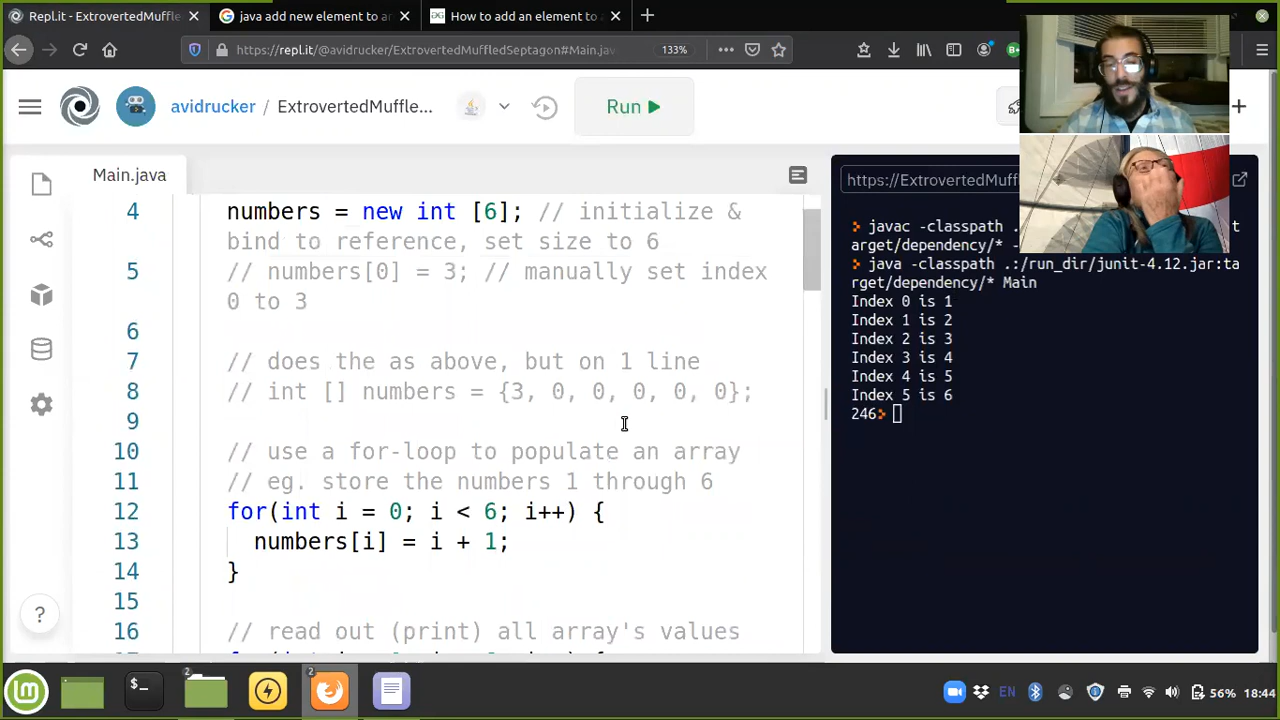 Repl.it - ExtrovertedMuffle
java add new element to ar
How to add an element to
https://repl.it/@avidrucker/ExtrovertedMuffledSeptagon#Main.jav
133%
avidrucker / ExtrovertedMuffle...
Run
Main.java
https://ExtrovertedMuff
4 numbers = new int [6]; // initialize &
bind to reference, set size to 6
5 // numbers[0] = 3; // manually set index
0 to 3
6
7 // does the as above, but on 1 line
8 // int [] numbers = {3, 0, 0, 0, 0, 0};
9
10 // use a for-loop to populate an array
11 // eg. store the numbers 1 through 6
12 for(int i = 0; i < 6; i++) {
13 numbers[i] = i + 1;
14 }
15
16 // read out (print) all array's values
javac -classpath .
t
arget/dependency/* -
java -classpath .:/run_dir/junit-4.12.jar:ta
rget/dependency/* Main
Index 0 is 1
Index 1 is 2
Index 2 is 3
Index 3 is 4
Index 4 is 5
Index 5 is 6
246
?
2
2
EN
56%
18:44